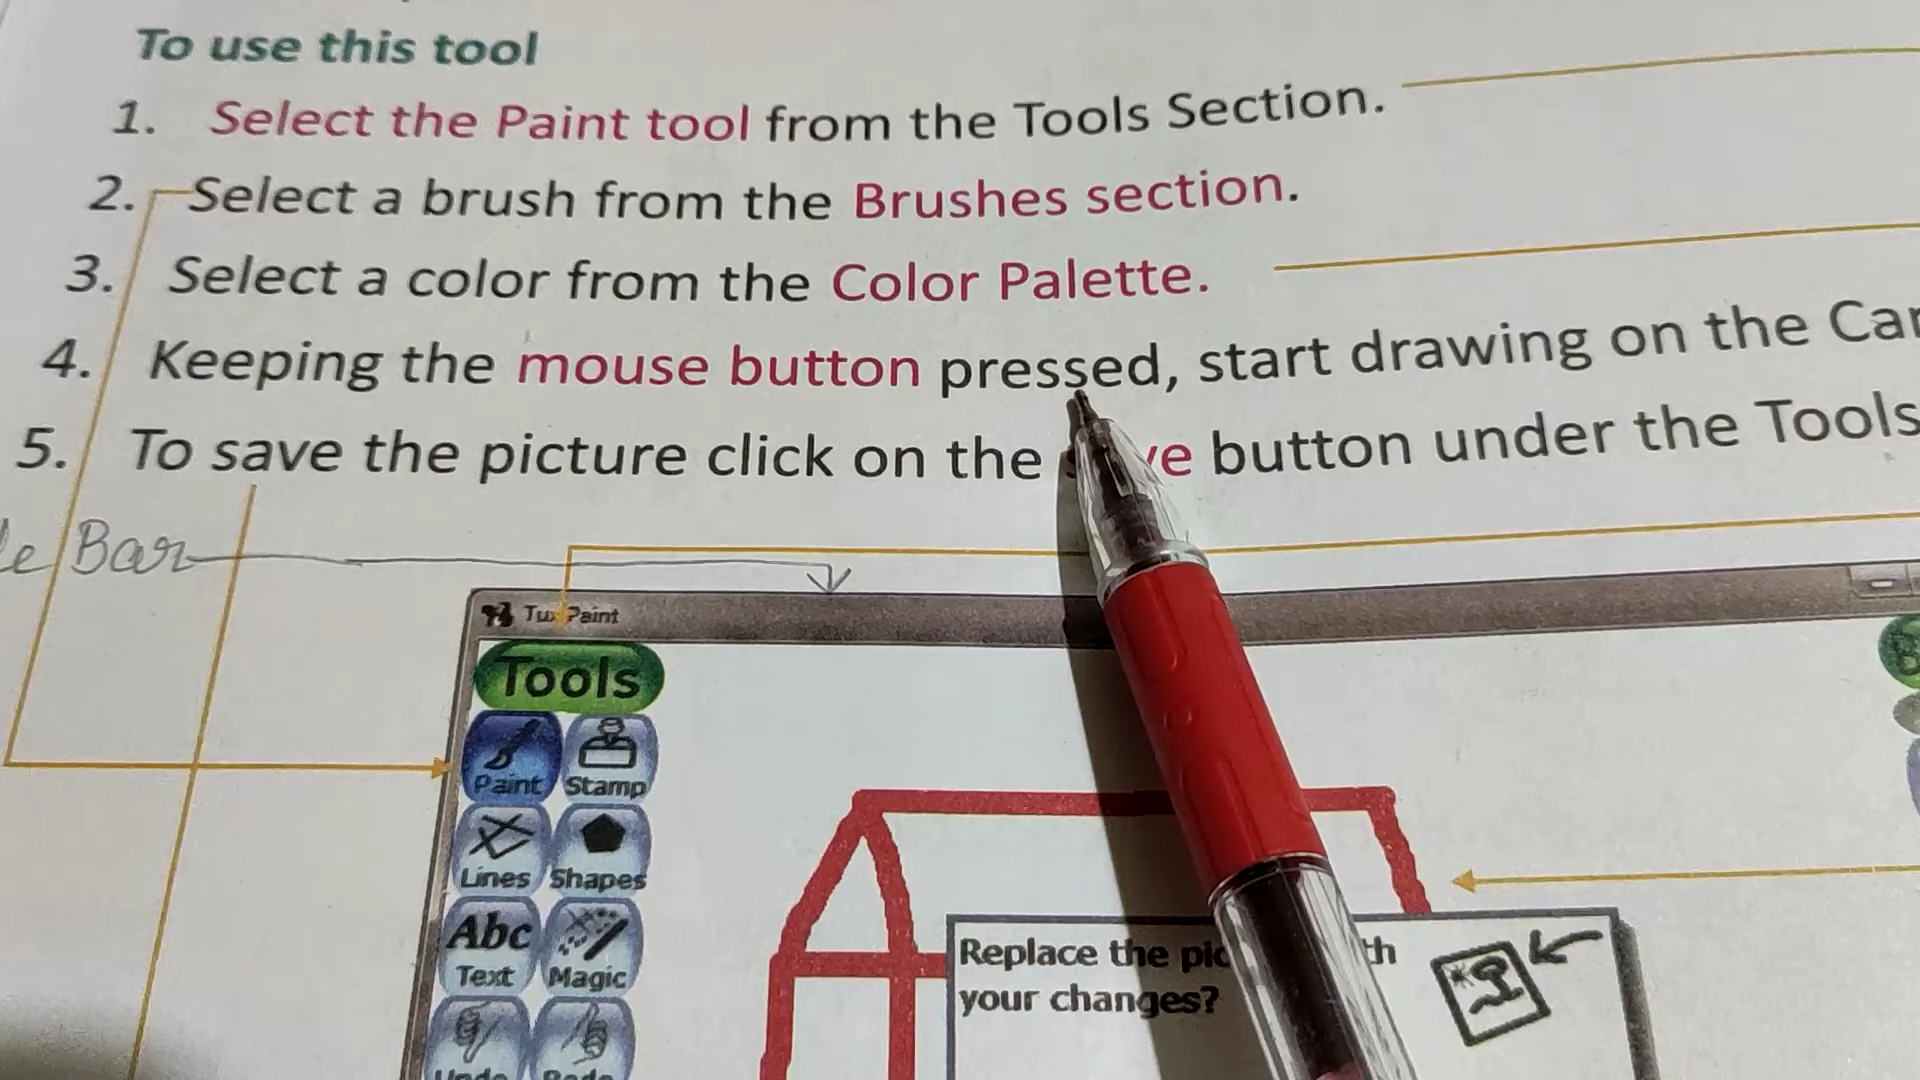 To use this tool
1. Select the Paint tool from the Tools Section.
2. Select a brush from the Brushes section.
3. Select a color from the Color Palette.
4. Keeping the mouse button pressed, start drawing on the
5. To save the picture click on the button under the Tools
Bar
Tux Paint
Tools
Paint Stamp
Lines Shapes
Abc
Text Magic
Replace the
your changes?
Undo Redo